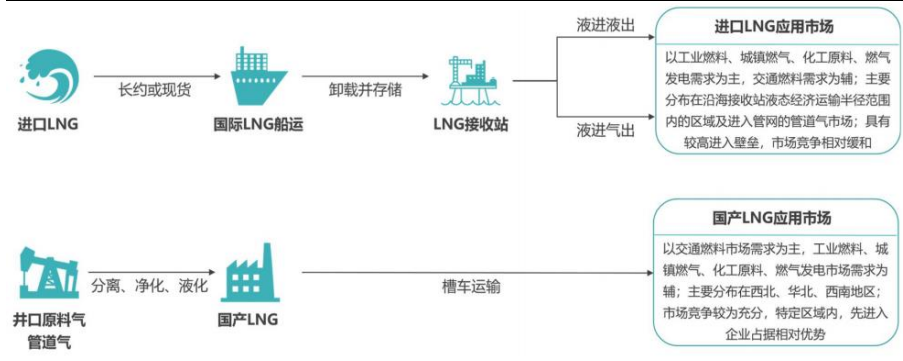 进口LNG
长约或现货
国际LNG船运
卸载并存储
LNG接收站
液进液出
液进气出
进口LNG应用市场
以工业燃料、城镇燃气、化工原料、燃气
发电需求为主，交通燃料需求为辅；主要
分布在沿海接收站液态经济运输半径范围
内的区域及进入管网的管道气市场；具有
较高进入壁垒，市场竞争相对缓和
井口原料气
管道气
分离、净化、液化
国产LNG
槽车运输
国产LNG应用市场
以交通燃料市场需求为主，工业燃料、城
镇燃气、化工原料、燃气发电市场需求为
辅；主要分布在西北、华北、西南地区；
市场竞争较为充分，特定区域内，先进入
企业占据相对优势